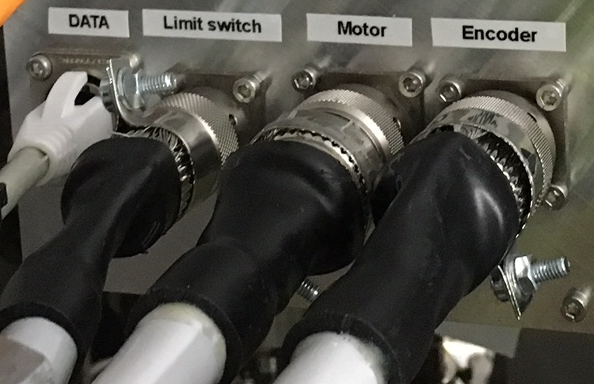 DATA
Limit switch
Motor
Encoder